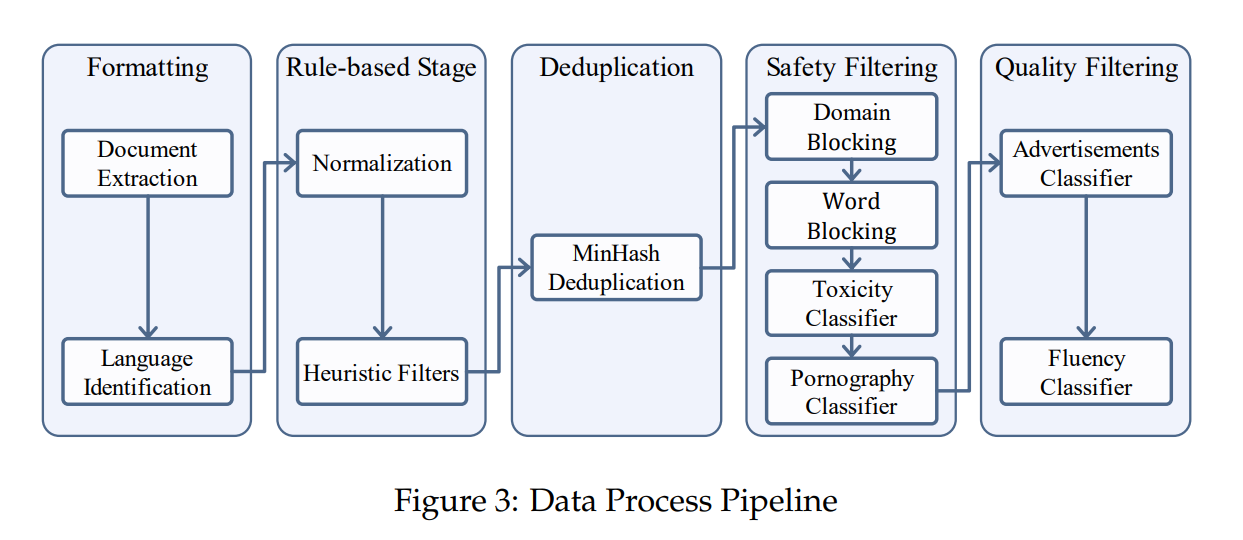 Formatting
Document
Extraction
Language
Identification
Rule-based Stage
Normalization
Heuristic Filters
Deduplication
MinHash
Deduplication
Safety Filtering
Domain
Blocking
Word
Blocking
Toxicity
Classifier
Pornography
Classifier
Quality Filtering
Advertisements
Classifier
Fluency
Classifier
Figure 3: Data Process Pipeline